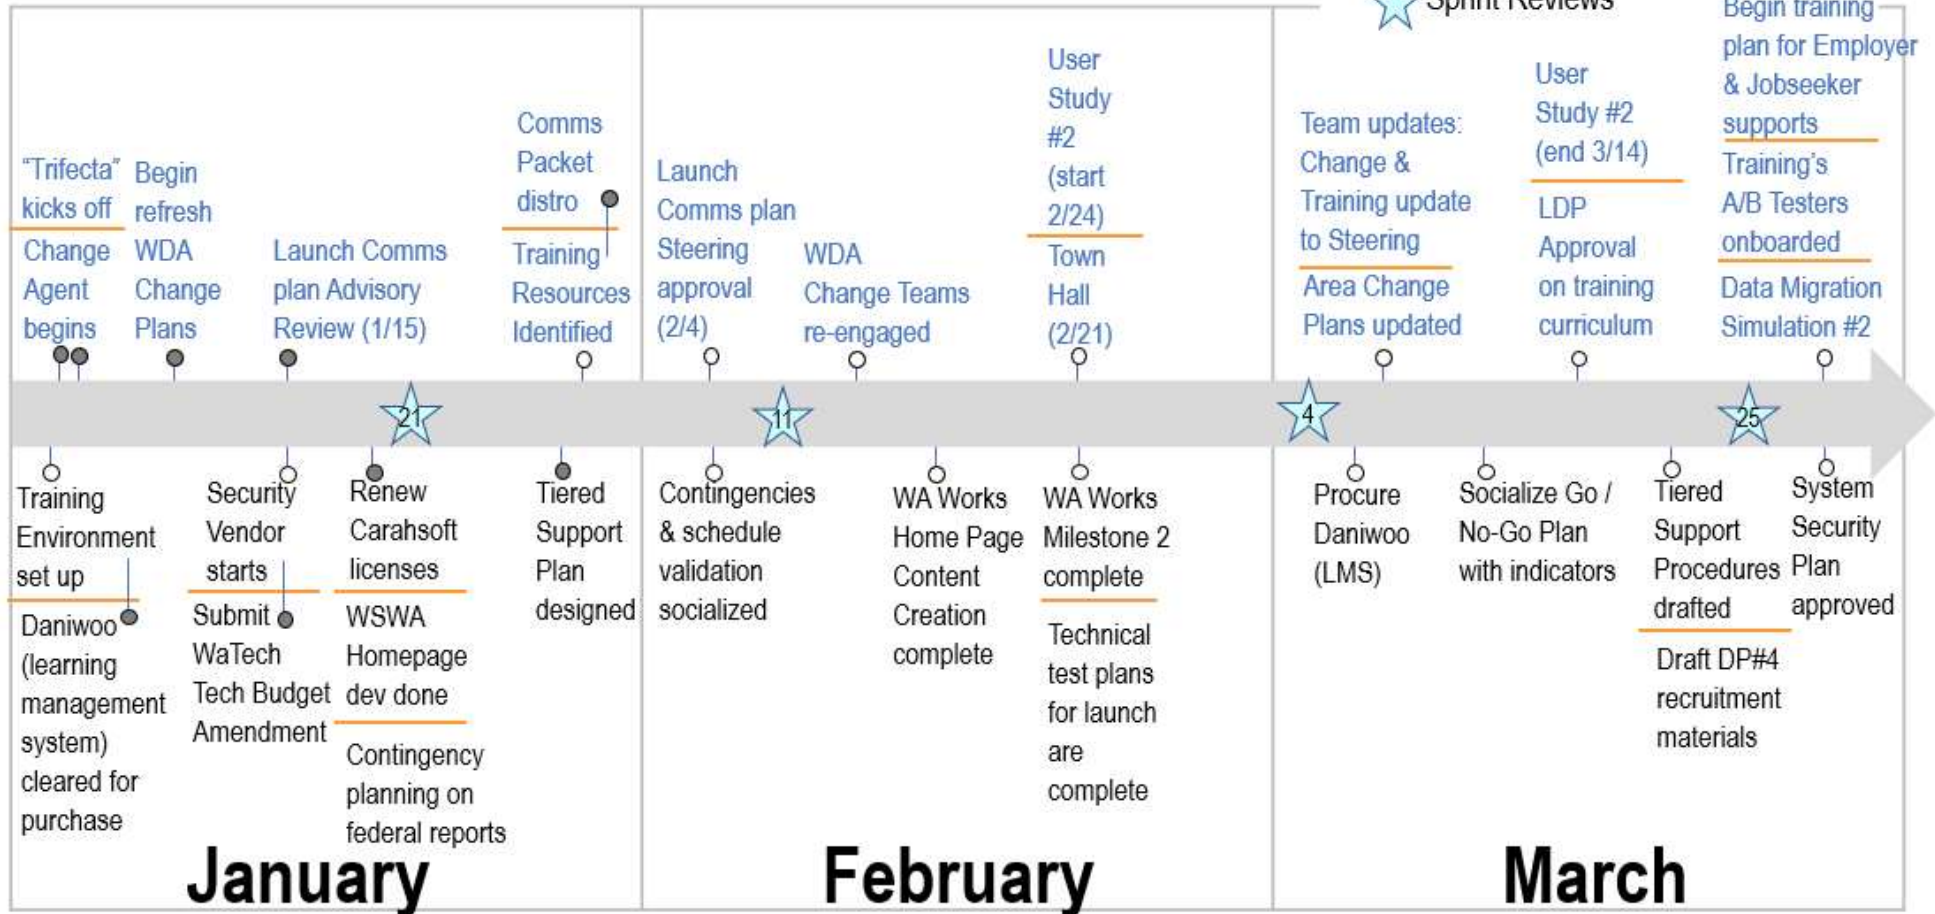 Sprint Reviews
"Trifecta"
kicks off
Change
Agent
begins
Begin
refresh
WDA
Change
Plans
Launch Comms
plan Advisory
Review (1/15)
Comms
Packet
distro
Training
Resources
Identified
Launch
Comms plan
Steering
approval
(2/4)
WDA
Change Teams
re-engaged
User
Study
#2
(start
2/24)
Town
Hall
(2/21)
Team updates:
Change &
Training update
to Steering
Area Change
Plans updated
User
Study #2
(end 3/14)
LDP
Approval
on training
curriculum
Begin training
plan for Employer
& Jobseeker
supports
Training's
A/B Testers
onboarded
Data Migration
Simulation #2
21
11
4
25
Training
Environment
set up
Daniwoo
(learning
management
system)
cleared for
purchase
Security
Vendor
starts
Submit
WaTech
Tech Budget
Amendment
Renew
Carahsoft
licenses
WSWA
Homepage
dev done
Contingency
planning on
federal reports
Tiered
Support
Plan
designed
Contingencies
& schedule
validation
socialized
WA Works
Home Page
Content
Creation
complete
WA Works
Milestone 2
complete
Technical
test plans
for launch
are
complete
Procure
Daniwoo
(LMS)
Socialize Go /
No-Go Plan
with indicators
Tiered
Support
Procedures
drafted
Draft DP#4
recruitment
materials
System
Security
Plan
approved
January
February
March